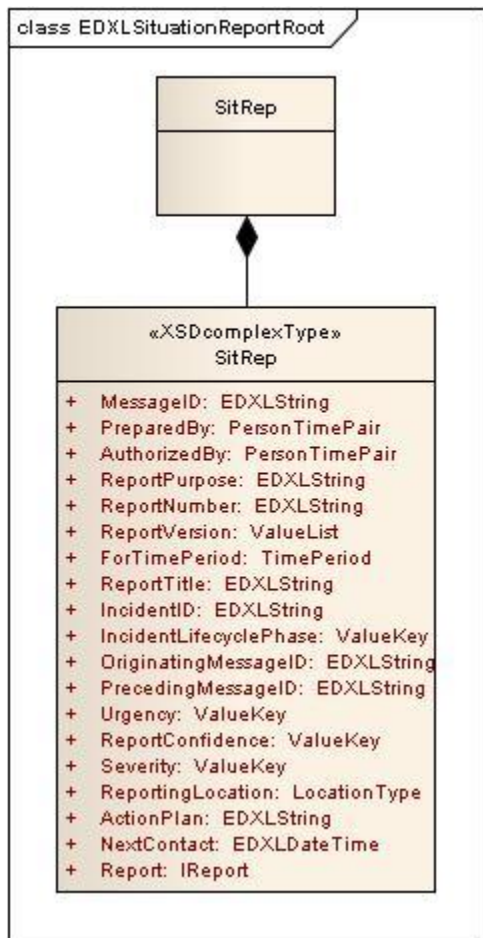 class EDXLSituationReportRoot
SitRep
«XSDcomplexType»
SitRep
+ MessageID: EDXLString
+ PreparedBy: PersonTimePair
+ AuthorizedBy: PersonTimePair
+ ReportPurpose: EDXLString
+ ReportNumber: EDXLString
+ ReportVersion: ValueList
+ ForTimePeriod: TimePeriod
+ ReportTitle: EDXLString
+ IncidentID: EDXLString
+ IncidentLifecyclePhase: ValueKey
+ OriginatingMessageID: EDXLString
+ PrecedingMessageID: EDXLString
+ Urgency: ValueKey
+ ReportConfidence: ValueKey
+ Severity: ValueKey
+ ReportingLocation: LocationType
+ ActionPlan: EDXLString
+ NextContact: EDXLDateTime
+ Report: IReport